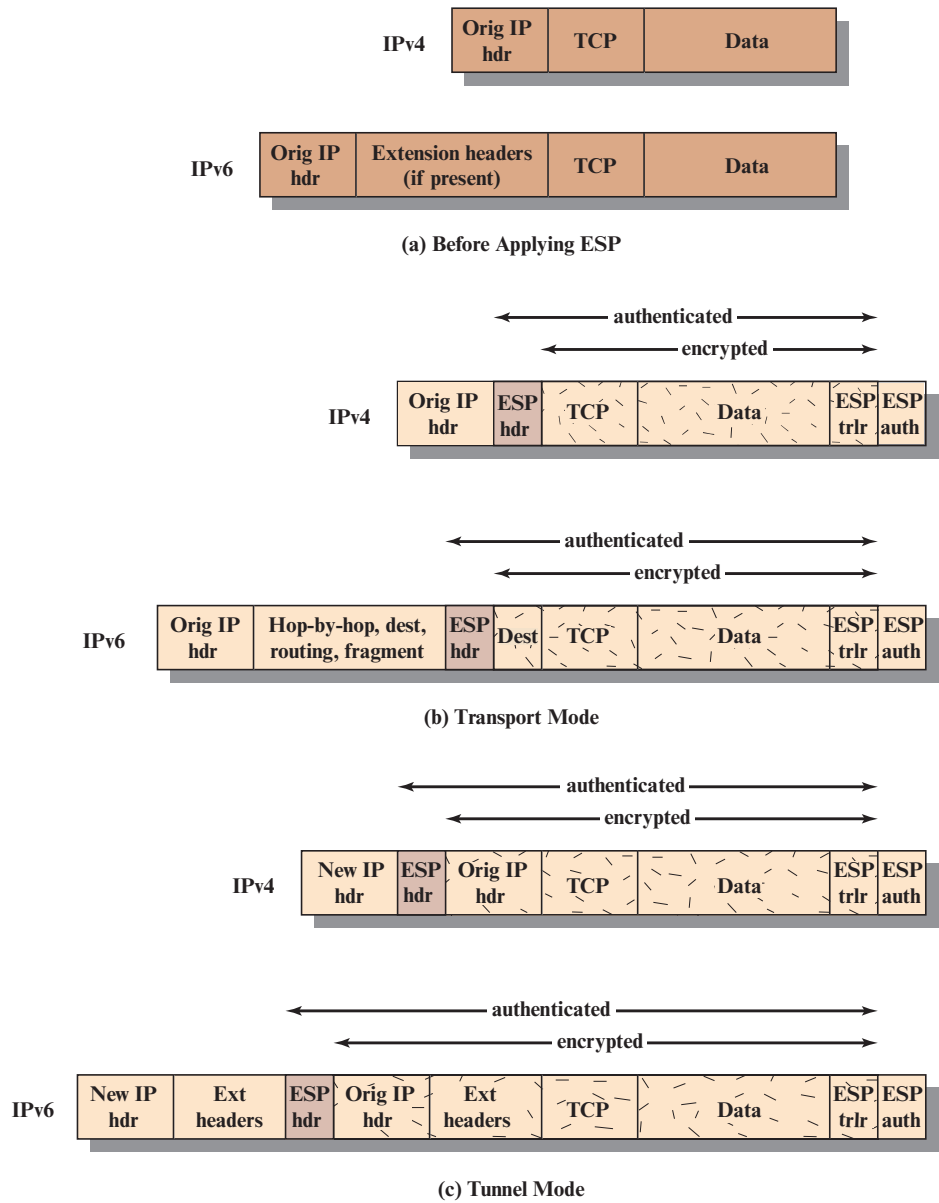 IPv4
Orig IP
hdr
TCP
Data
IPv6
Orig IP
hdr
Extension headers
(if present)
TCP
Data
(a) Before Applying ESP
authenticated
encrypted
IPv4
Orig IP
hdr
ESP
hdr
TCP
Data
ESP
trlr
ESP
auth
authenticated
encrypted
IPv6
Orig IP
hdr
Hop-by-hop, dest,
routing, fragment
ESP
hdr
Dest
TCP
Data
ESP
trlr
ESP
auth
(b) Transport Mode
authenticated
encrypted
IPv4
New IP
hdr
ESP
hdr
Orig IP
hdr
TCP
Data
ESP
trlr
ESP
auth
authenticated
encrypted
IPv6
New IP
hdr
Ext
headers
ESP
hdr
Orig IP
hdr
Ext
headers
TCP
Data
ESP
trlr
ESP
auth
(c) Tunnel Mode